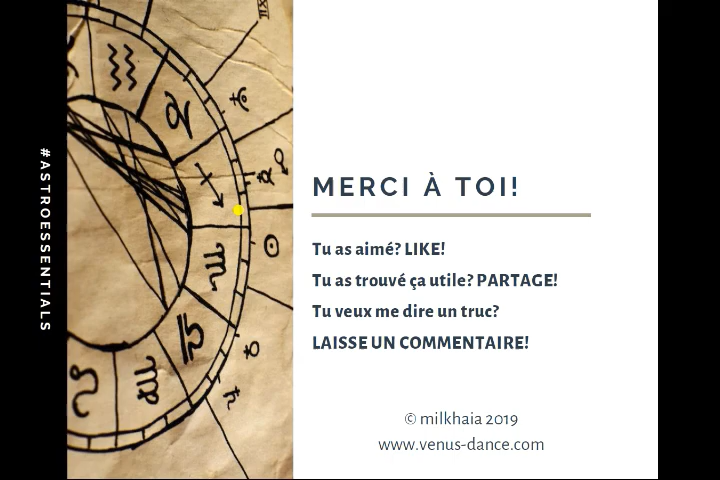 #ASTROESSENTIALS
MERCI À TOI!
Tu as aimé? LIKE!
Tu as trouvé ça utile? PARTAGE!
Tu veux me dire un truc?
LAISSE UN COMMENTAIRE!
© milkhaia 2019
www.venus-dance.com